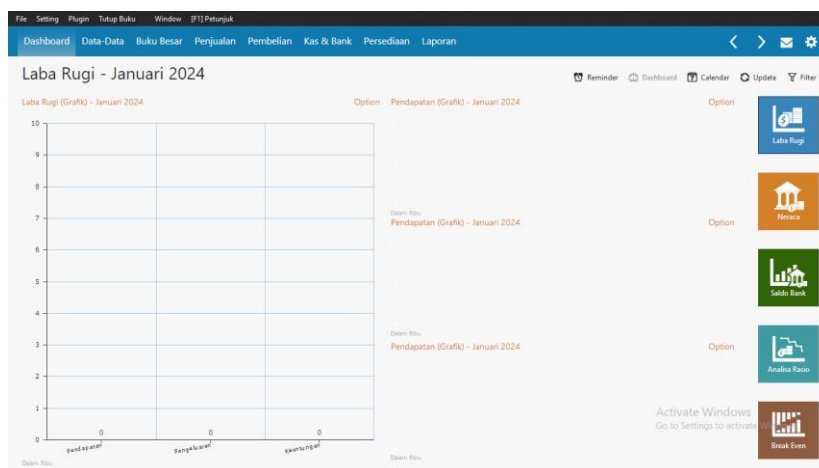 File Setting Plugin Tutup Buku Window [F1] Petunjuk
Dashboard Data-Data Buku Besar Penjualan Pembelian Kas & Bank Persediaan Laporan
Laba Rugi - Januari 2024
Reminder Dashboard Calendar Update Filter
Laba Rugi (Grafik) - Januari 2024 Option
10
9
8
7
6
5
4
3
2
1
0
0 0 0
Pendapatan Pengeluaran Keuntungan
Dalam Ribu
Pendapatan (Grafik) - Januari 2024 Option
Dalam Ribu
Pendapatan (Grafik) - Januari 2024 Option
Dalam Ribu
Pendapatan (Grafik) - Januari 2024 Option
Dalam Ribu
Laba Rugi
Neraca
Saldo Bank
Analisa Rasio
Break Even
Activate Windows
Go to Settings to activate